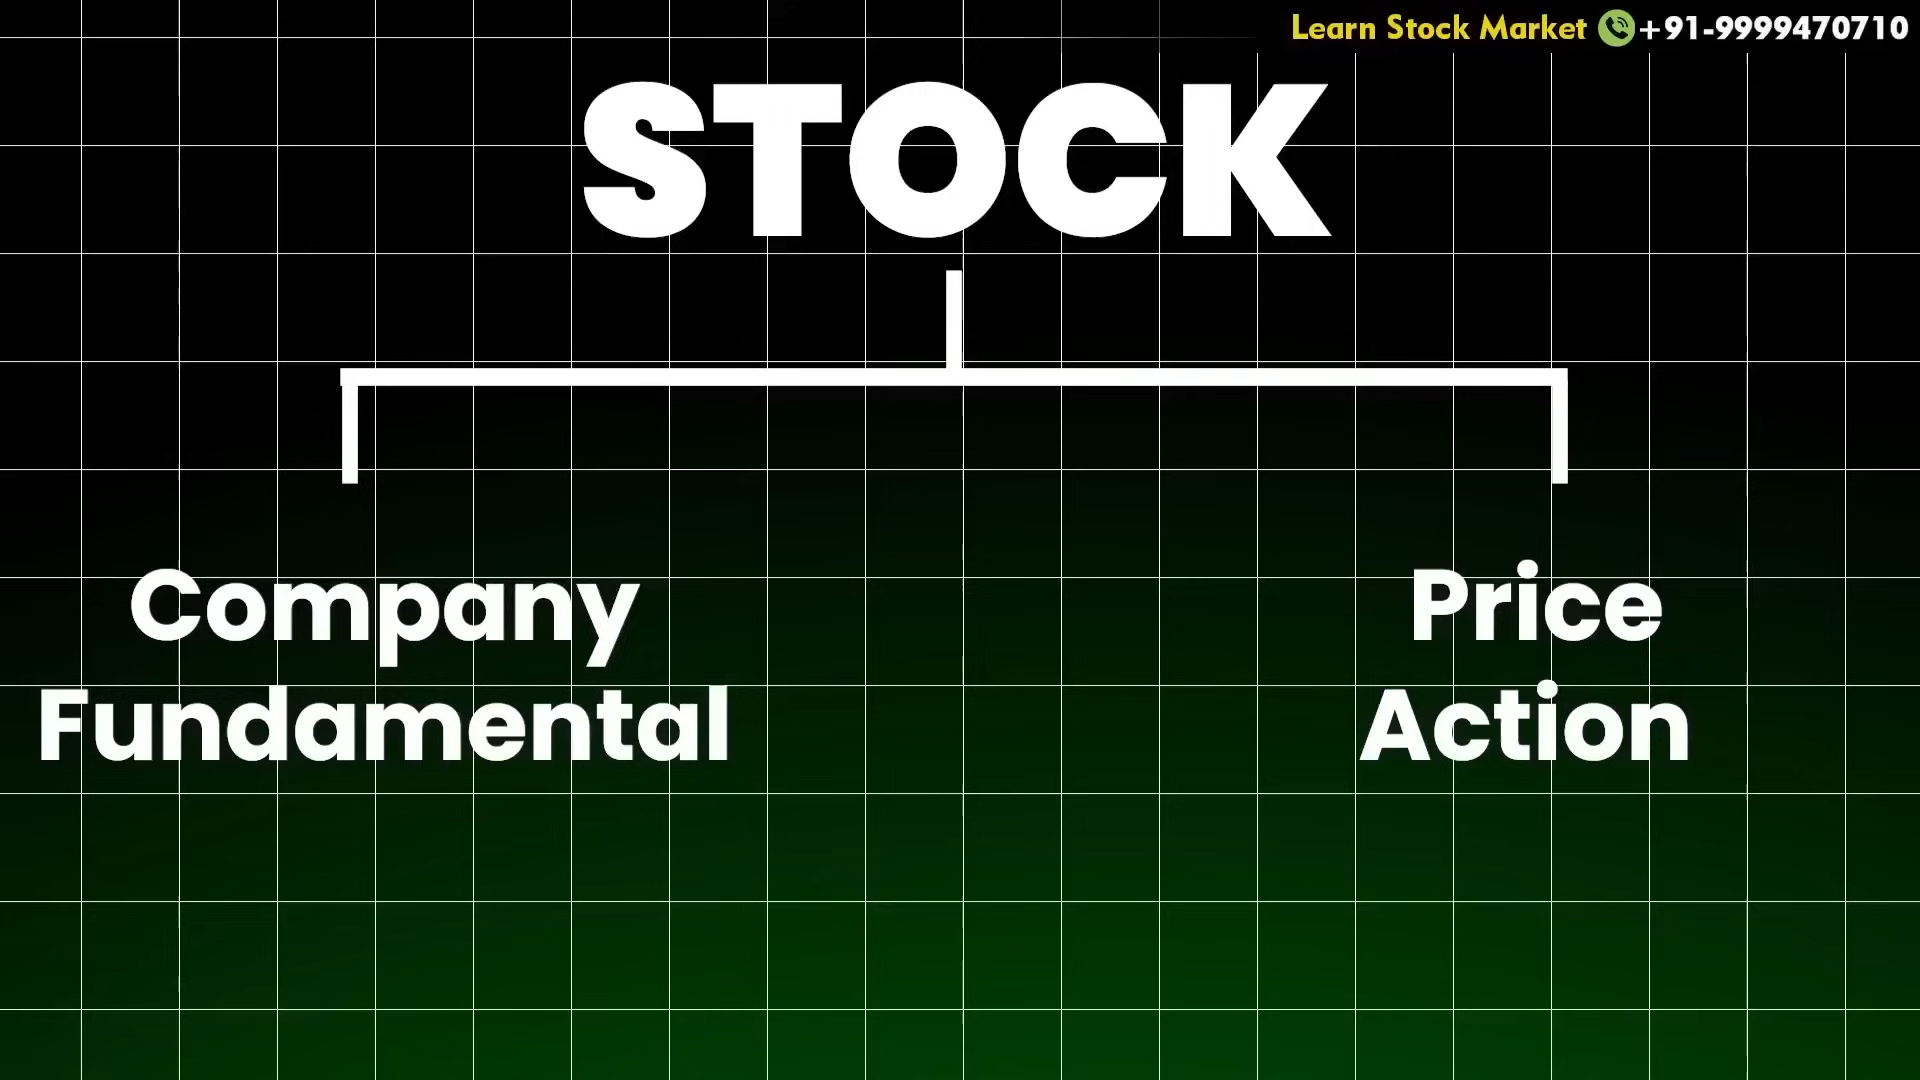 Learn Stock Market +91-9999470710
STOCK
Company
Fundamental
Price
Action